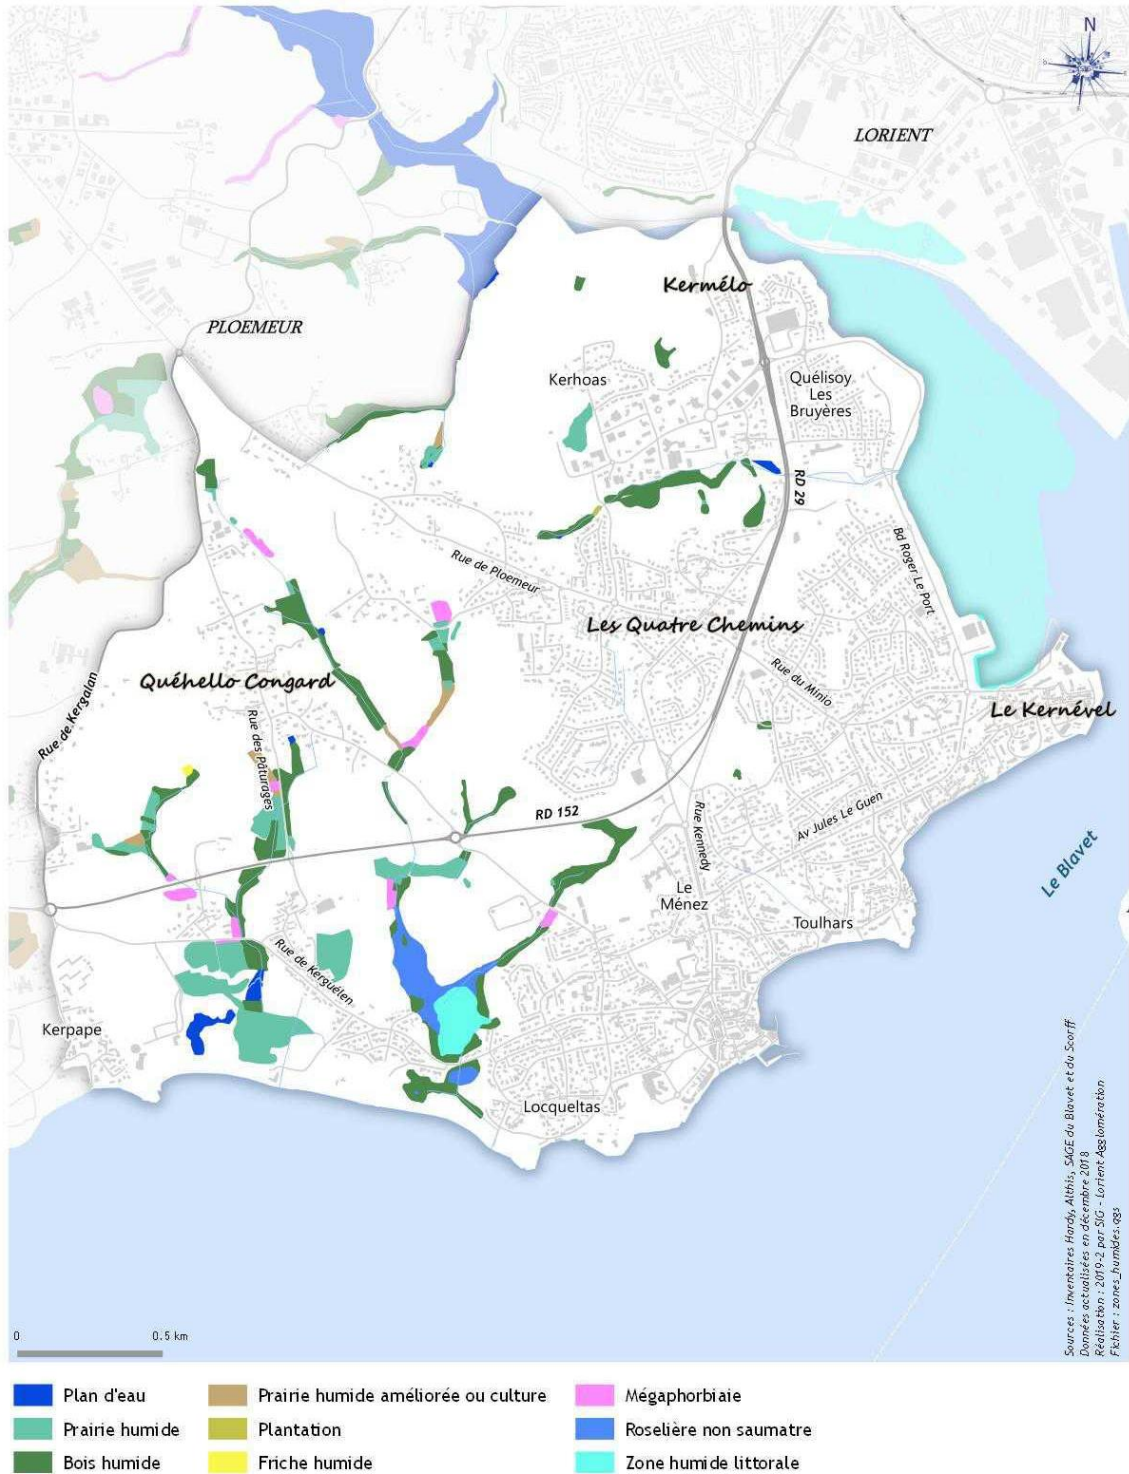 N
LORIENT
Kermélo
PLOEMEUR
Kerhoas
Quélisoy
Les
Bruyères
RD 29
Rue de Ploemeur
Bd Roger Le Port
Les Quatre Chemins
Quéhello Congard
Rue du Minio
Le Kernével
Rue de Kergalan
Rue des Pâturages
RD 152
Rue Kennedy
Av Jules Le Guen
Le Blavet
Le
Ménez
Toulhars
Rue de Kerguélen
Kerpape
Locqueltas
Sources : Inventaires Hardy, Althis, SAGE du Blavet et du Scorff
Données actualisées en décembre 2018
Réalisation : 2019-2 par SIG - Lorient Agglomération
Fichier : zones_humides.qgs
0 0.5 km
Plan d'eau
Prairie humide
Bois humide
Prairie humide améliorée ou culture
Plantation
Friche humide
Mégaphorbiaie
Roselière non saumatre
Zone humide littorale